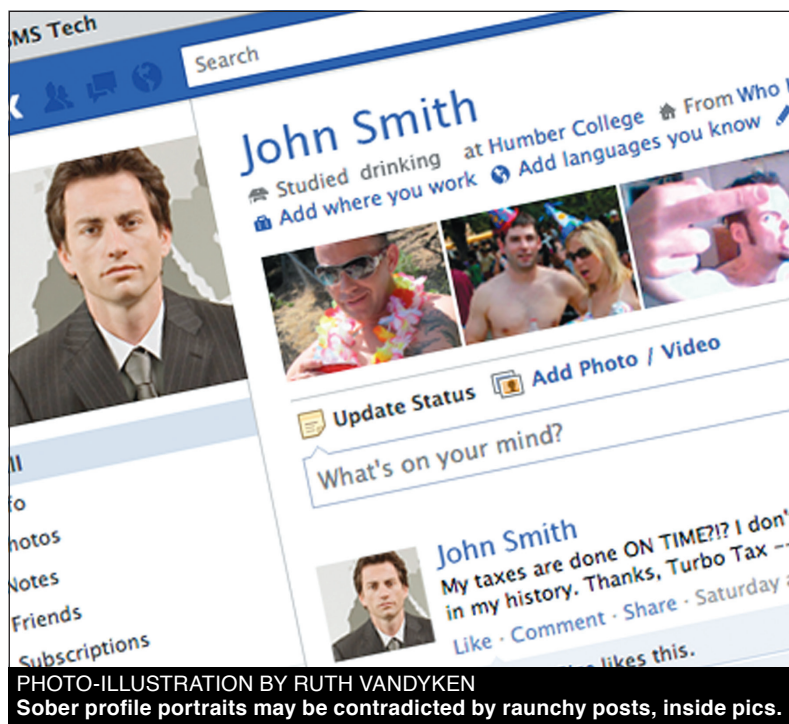 MS Tech
Search
John Smith
Studied drinking at Humber College From Who
Add where you work Add languages you know
Update Status Add Photo / Video
What's on your mind?
Photos
Notes
Friends
Subscriptions
John Smith
My taxes are done ON TIME?!? I don't
in my history. Thanks, Turbo Tax --
Like · Comment · Share · Saturday
likes this.
PHOTO-ILLUSTRATION BY RUTH VANDYKEN
Sober profile portraits may be contradicted by raunchy posts, inside pics.